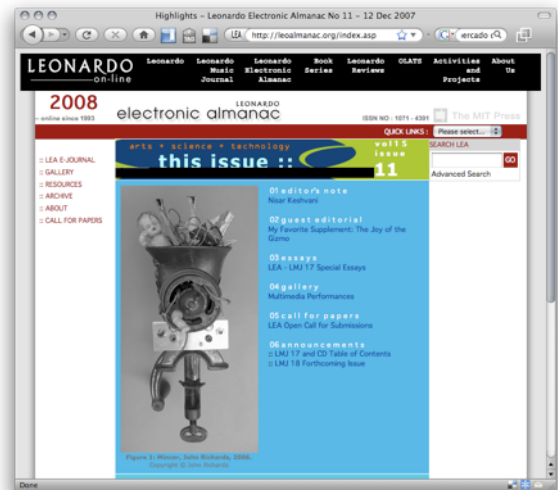 Highlights – Leonardo Electronic Almanac No 11 – 12 Dec 2007
http://leoalmanac.org/index.asp
ercado c
LEONARDO
on-line
Leonardo
Leonardo Music Journal
Leonardo Electronic Almanac
Book Series
Leonardo Reviews
OLATS
Activities and Projects
About Us
2008
- online since 1993
LEONARDO
electronic almanac
ISSN NO : 1071 - 4391
The MIT Press
QUICK LINKS : Please select...
:: LEA E-JOURNAL
:: GALLERY
:: RESOURCES
:: ARCHIVE
:: ABOUT
:: CALL FOR PAPERS
arts + science + technology
this issue ::
vol 15
issue
11
SEARCH LEA
GO
Advanced Search
01 editor's note
Nisar Keshvani
02 guest editorial
My Favorite Supplement: The Joy of the
Gizmo
03 essays
LEA - LMJ 17 Special Essays
04 gallery
Multimedia Performances
05 call for papers
LEA Open Call for Submissions
06 announcements
:: LMJ 17 and CD Table of Contents
:: LMJ 18 Forthcoming Issue
Figure 1: Mincer, John Richards, 2006.
Copyright © John Richards
Done